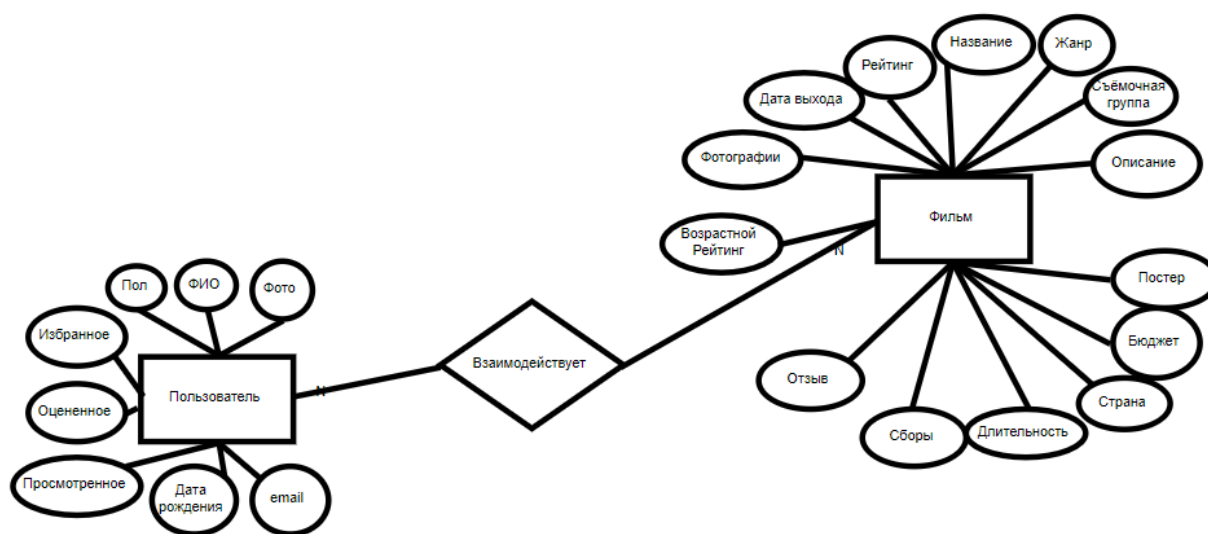 Название
Жанр
Рейтинг
Съёмочная
группа
Дата выхода
Фотографии
Описание
Фильм
Возрастной
Рейтинг
N
Постер
Пол
ФИО
Фото
Избранное
Бюджет
Взаимодействует
Отзыв
N
Пользователь
Страна
Оцененное
Сборы
Длительность
Просмотренное
Дата
рождения
email